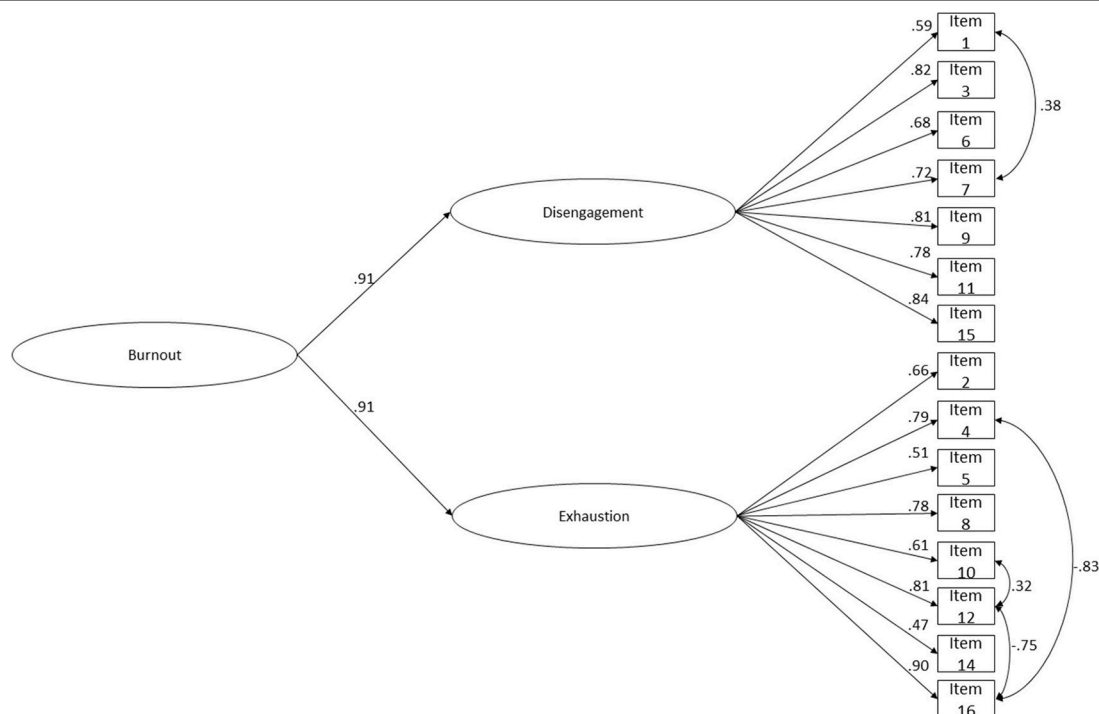 .59
Item
1
.82
Item
3
.38
.68
Item
6
.72
Item
7
Disengagement
.81
Item
9
.78
Item
11
.91
.84
Item
15
Burnout
.66
Item
2
.91
.79
Item
4
.51
Item
5
.78
Item
8
Exhaustion
.61
Item
10
-.83
.32
.81
Item
12
.47
-.75
Item
14
.90
Item
16